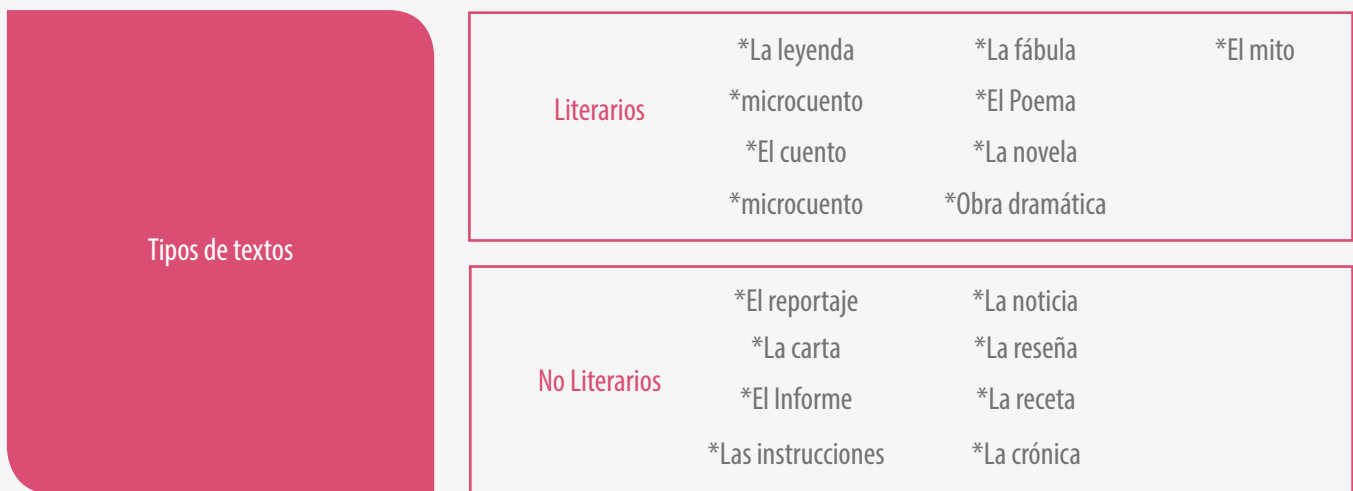 Tipos de textos
Literarios
*La leyenda *La fábula *El mito
*microcuento *El Poema
*El cuento *La novela
*microcuento *Obra dramática
No Literarios
*El reportaje *La noticia
*La carta *La reseña
*El Informe *La receta
*Las instrucciones *La crónica